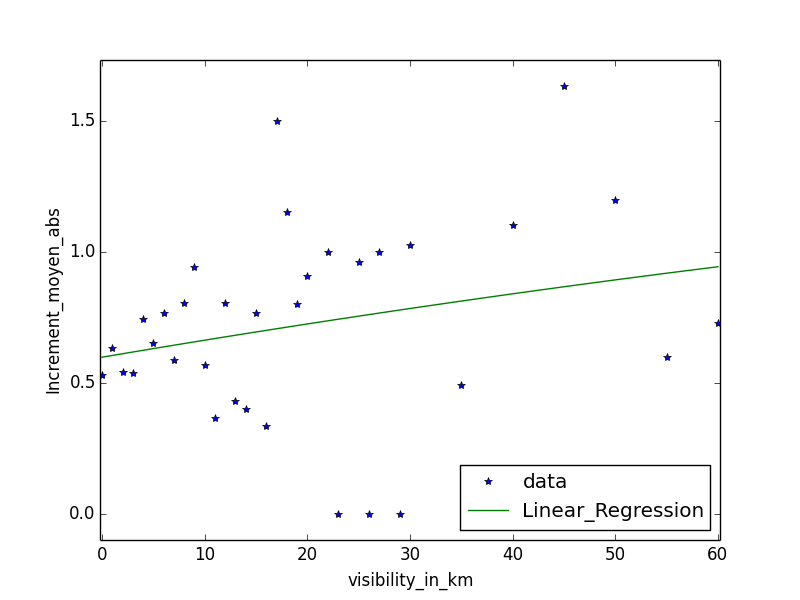 1.5
1.0
0.5
0.0
Increment_moyen_abs
data
Linear_Regression
0 10 20 30 40 50 60
visibility_in_km